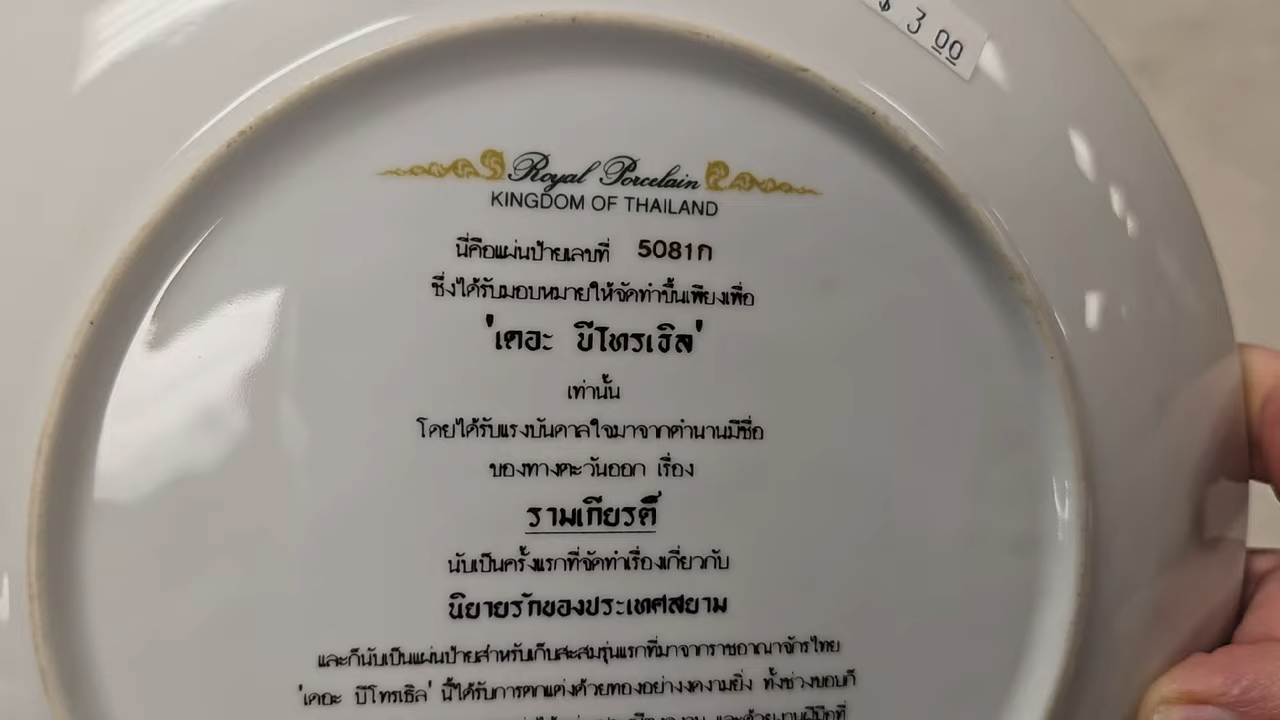 $ 3 00
Royal Porcelain
KINGDOM OF THAILAND
นี่คือแผ่นป้ายเลขที่ 5081ก
ซึ่งได้รับมอบหมายให้จัดทำขึ้นเพียงเพื่อ
'เดอะ บีโทรเธิล'
เท่านั้น
โดยได้รับแรงบันดาลใจมาจากตำนานมีชื่อ
ของทางตะวันออก เรื่อง
รามเกียรติ์
นับเป็นครั้งแรกที่จัดทำเรื่องเกี่ยวกับ
นิยายรักของประเทศสยาม
และก็นับเป็นแผ่นป้ายสำหรับเก็บสะสมรุ่นแรกที่มาจากราชอาณาจักรไทย
'เดอะ บีโทรเธิล' นี้ได้รับการตกแต่งด้วยทองอย่างงดงามยิ่ง ทั้งช่วงขอบก็